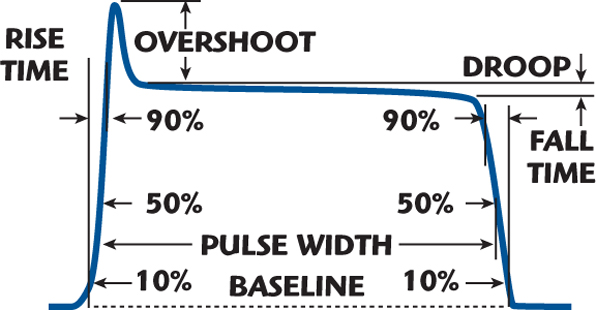 RISE
TIME
OVERSHOOT
DROOP
90%
90%
FALL
TIME
50%
50%
PULSE WIDTH
10%
BASELINE
10%